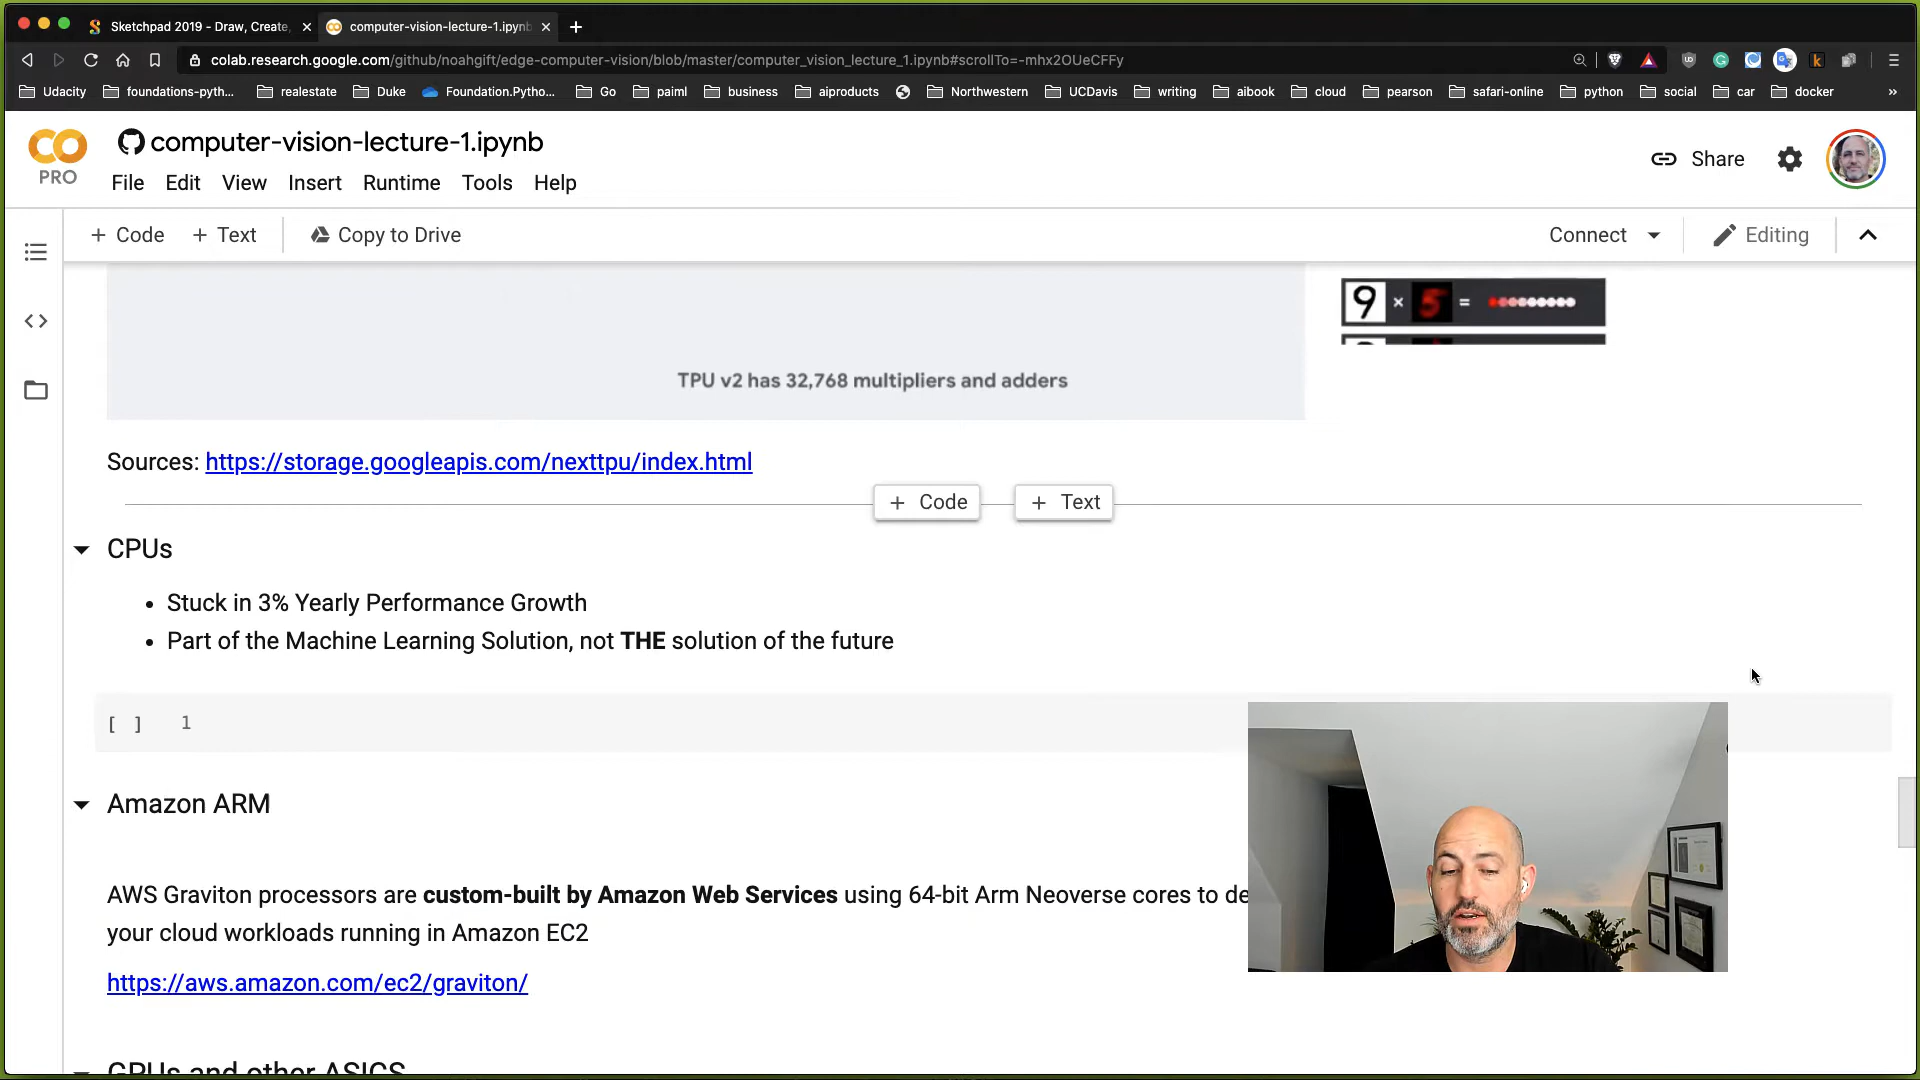 Sketchpad 2019 - Draw, Create,
computer-vision-lecture-1.ipynb
colab.research.google.com/github/noahgift/edge-computer-vision/blob/master/computer_vision_lecture_1.ipynb#scrollTo=-mhx2OUeCFFy
Udacity foundations-pyth... realestate Duke Foundation.Pytho... Go paiml business aiproducts Northwestern UCDavis writing aibook cloud pearson safari-online python social car docker »
computer-vision-lecture-1.ipynb
PRO
Share
File Edit View Insert Runtime Tools Help
+ Code + Text Copy to Drive Connect Editing
9 × 5 =
TPU v2 has 32,768 multipliers and adders
Sources: https://storage.googleapis.com/nexttpu/index.html
+ Code + Text
CPUs
• Stuck in 3% Yearly Performance Growth
• Part of the Machine Learning Solution, not THE solution of the future
[ ] 1
Amazon ARM
AWS Graviton processors are custom-built by Amazon Web Services using 64-bit Arm Neoverse cores to de
your cloud workloads running in Amazon EC2
https://aws.amazon.com/ec2/graviton/
GPUs and other ASICS